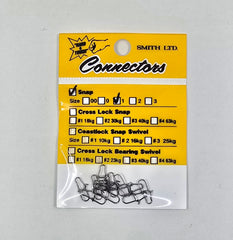 SMITH LTD.
Connectors
Snap
Size 00 0 1 2 3
Cross Lock Snap
#1 18kg #2 30kg #3 40kg #4 63kg
Coastlock Snap Swivel
Size #1 10kg #2 16kg #3 25kg
Cross Lock Bearing Swivel
#1 18kg #2 23kg #3 40kg #4 63kg